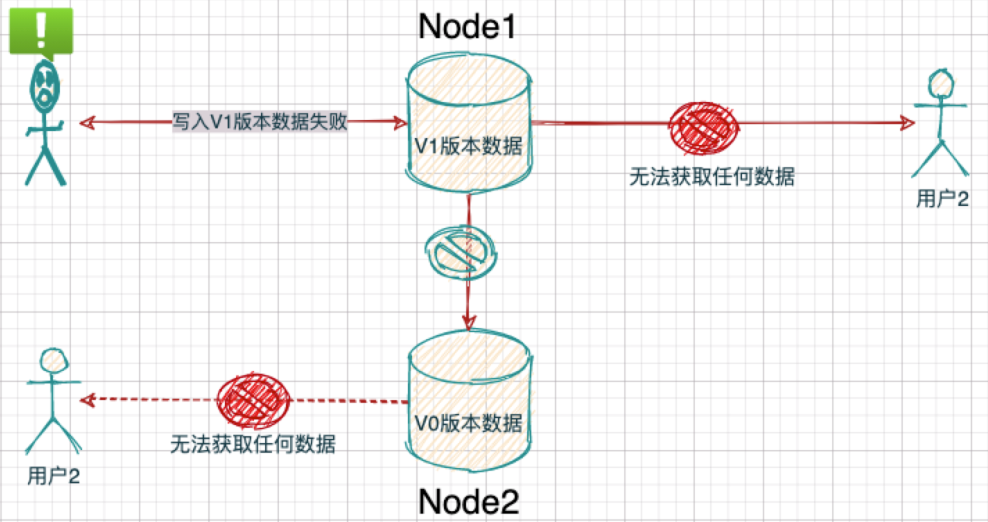 Node1
写入V1版本数据失败
V1版本数据
无法获取任何数据
用户2
V0版本数据
无法获取任何数据
用户2
Node2